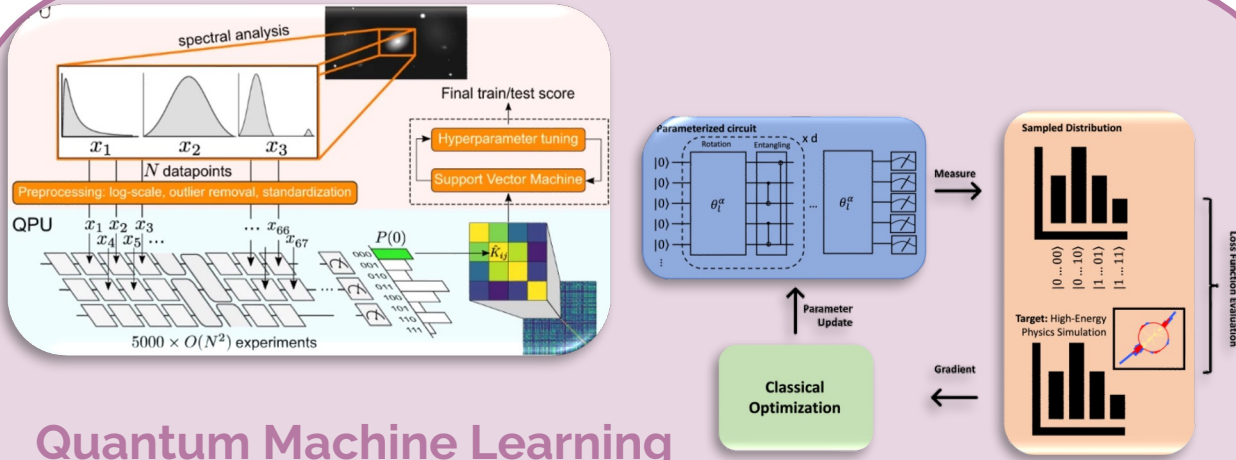 spectral analysis
x₁ x₂ x₃
N datapoints
Preprocessing: log-scale, outlier removal, standardization
QPU
x₁ x₂ x₃ ... x₆₆
x₄ x₅ ... x₆₇
P(0)
000
001
010
011
100
101
110
111
K̂ᵢⱼ
5000 × O(N²) experiments
Final train/test score
Hyperparameter tuning
Support Vector Machine
Parameterized circuit
Rotation Entangling x d
|0⟩
|0⟩
|0⟩
|0⟩
|0⟩
⋮
θᵢᵅ ... θᵢᵅ
Measure
Sampled Distribution
|0 ... 00⟩
|0 ... 10⟩
|1 ... 01⟩
|1 ... 11⟩
Target: High-Energy
Physics Simulation
Loss Function Evaluation
Gradient
Parameter
Update
Classical
Optimization
Quantum Machine Learning